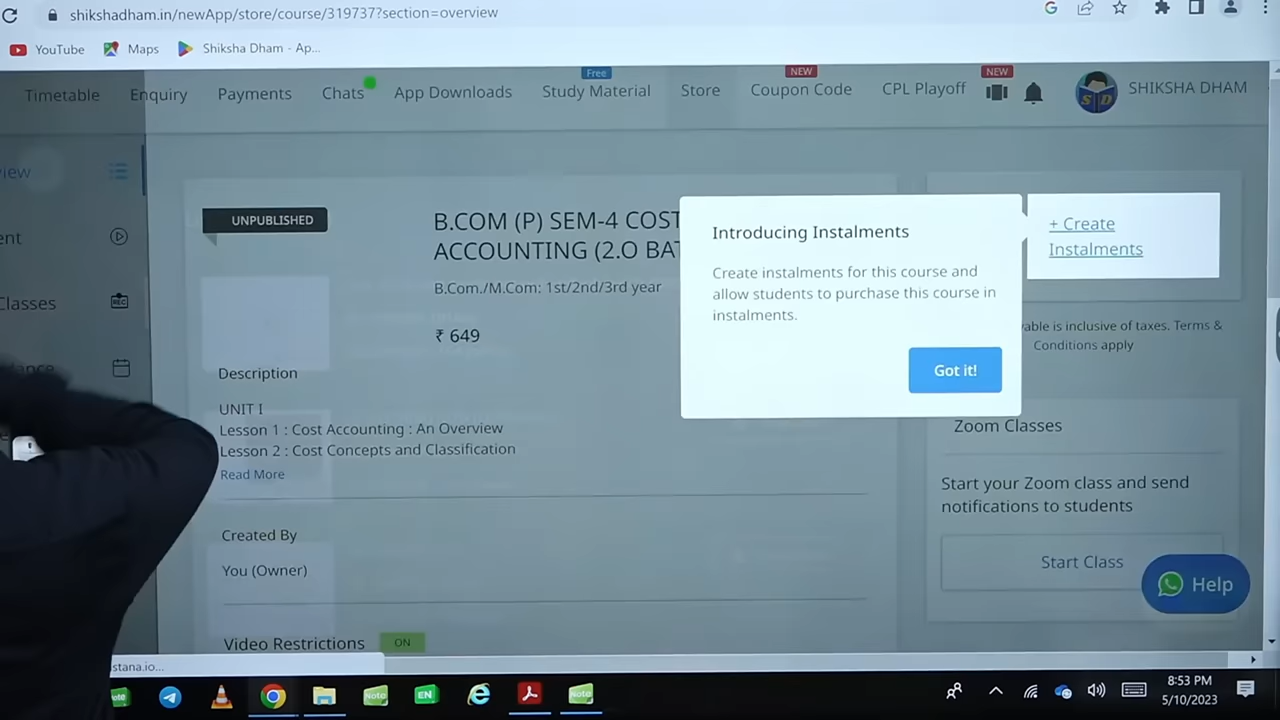 shikshadham.in/newApp/store/course/319737?section=overview
YouTube Maps Shiksha Dham - Ap...
Timetable Enquiry Payments Chats App Downloads Free Study Material Store NEW Coupon Code CPL Playoff NEW SHIKSHA DHAM
UNPUBLISHED
B.COM (P) SEM-4 COST
ACCOUNTING (2.O BAT
B.Com./M.Com: 1st/2nd/3rd year
₹ 649
Description
UNIT I
Lesson 1 : Cost Accounting : An Overview
Lesson 2 : Cost Concepts and Classification
Read More
Created By
You (Owner)
Video Restrictions ON
Introducing Instalments
Create instalments for this course and
allow students to purchase this course in
instalments.
Got it!
+ Create
Instalments
able is inclusive of taxes. Terms &
Conditions apply
Zoom Classes
Start your Zoom class and send
notifications to students
Start Class
Help
iew
REC
ent
Classes
stana.io...
Note EN Note
8:53 PM
5/10/2023